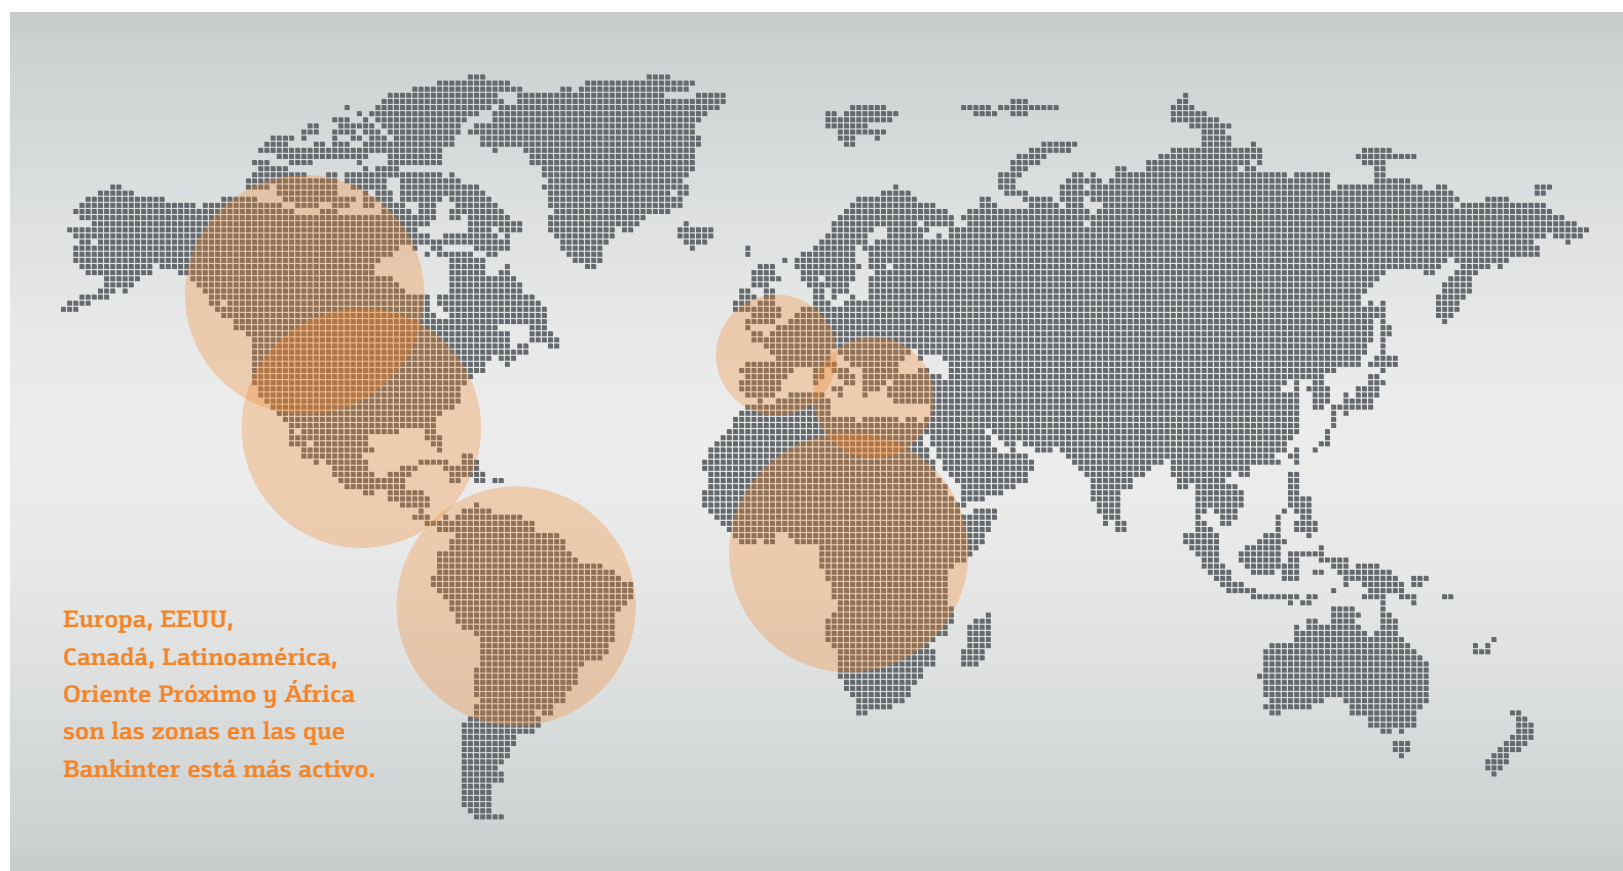 Europa, EEUU,
Canadá, Latinoamérica,
Oriente Próximo y África
son las zonas en las que
Bankinter está más activo.